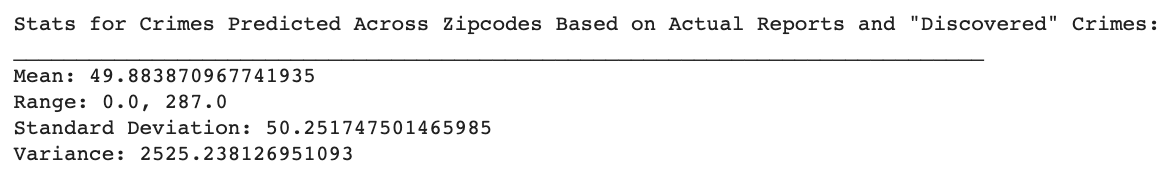 Stats for Crimes Predicted Across Zipcodes Based on Actual Reports and "Discovered" Crimes:
Mean: 49.883870967741935
Range: 0.0, 287.0
Standard Deviation: 50.251747501465985
Variance: 2525.238126951093